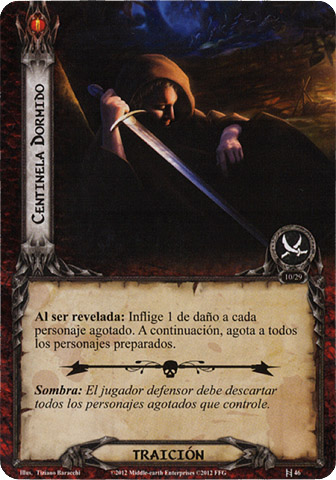 CENTINELA DORMIDO
10/29
Al ser revelada: Inflige 1 de daño a cada
personaje agotado. A continuación, agota a todos
los personajes preparados.
Sombra: El jugador defensor debe descartar
todos los personajes agotados que controle.
TRAICIÓN
Illus. Tiziano Baracchi ©2012 Middle-earth Enterprises ©2012 FFG 46